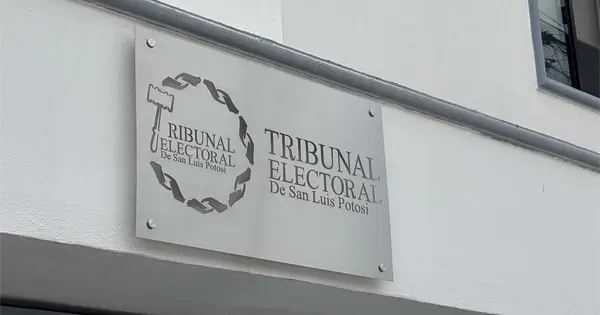 TRIBUNAL
ELECTORAL
De San Luis Potosí
TRIBUNAL
ELECTORAL
De San Luis Potosí